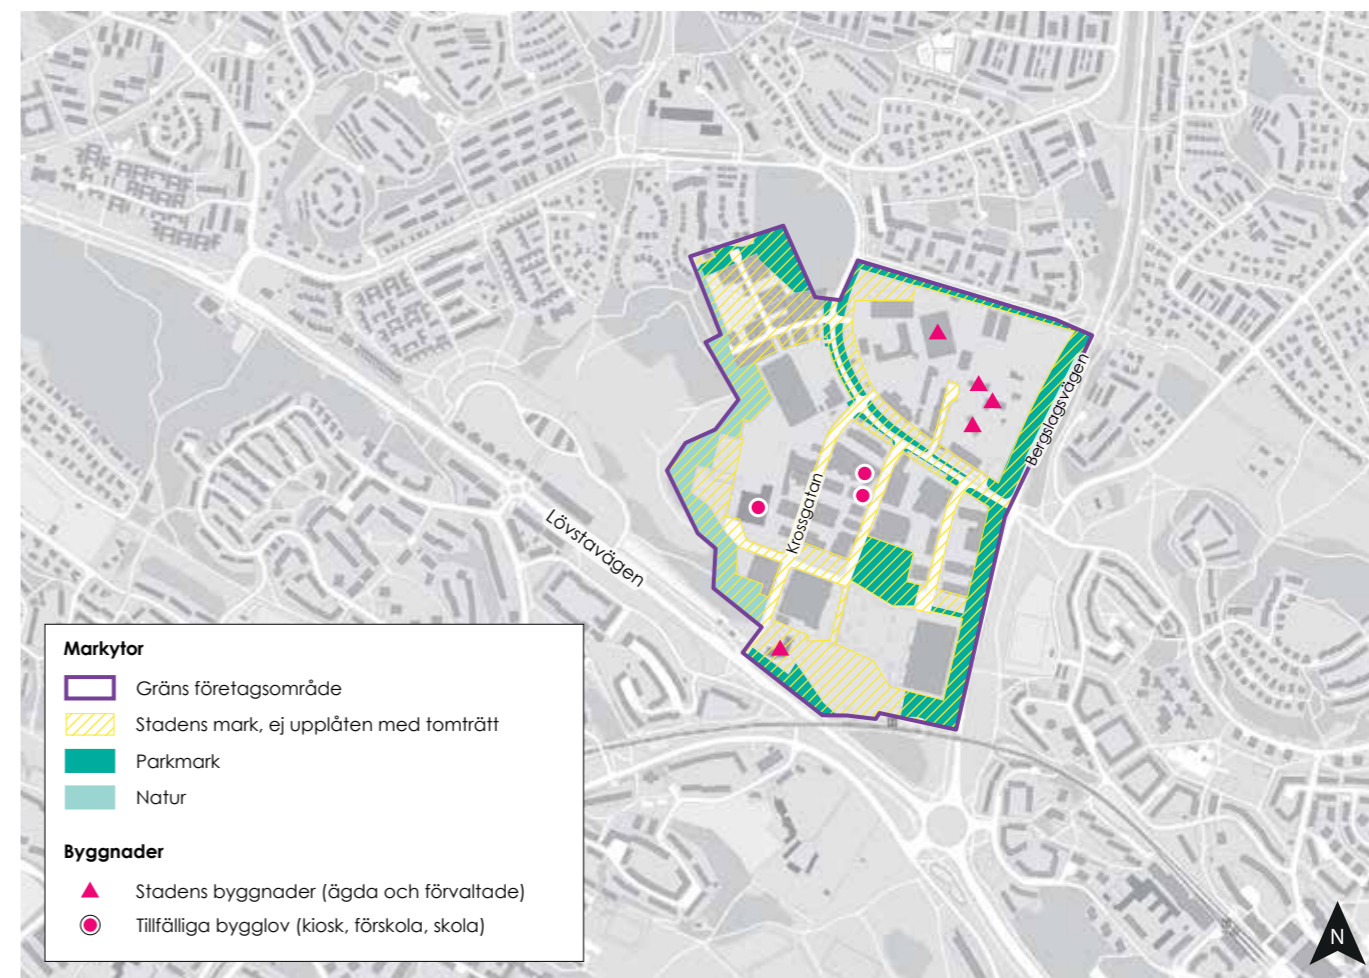 Bergslagsvägen
Krossgatan
Lövstavägen
Markytor
Gräns företagsområde
Stadens mark, ej upplåten med tomträtt
Parkmark
Natur
Byggnader
Stadens byggnader (ägda och förvaltade)
Tillfälliga bygglov (kiosk, förskola, skola)
N